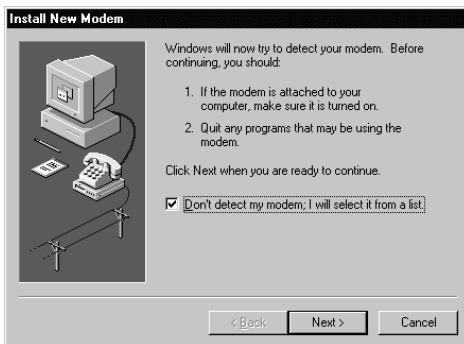 Install New Modem
Windows will now try to detect your modem. Before
continuing, you should:
1. If the modem is attached to your
computer, make sure it is turned on.
2. Quit any programs that may be using the
modem.
Click Next when you are ready to continue.
Don't detect my modem; I will select it from a list.
< Back Next > Cancel